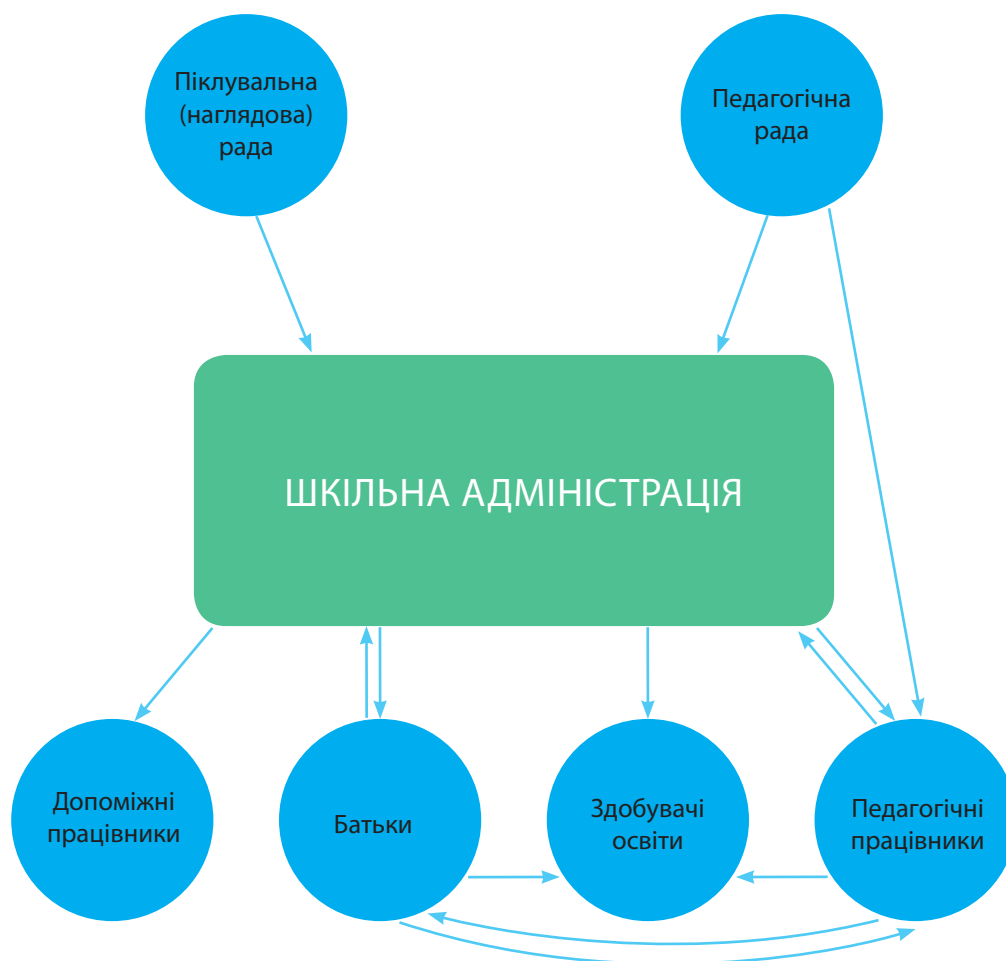 Піклувальна
(наглядова)
рада
Педагогічна
рада
ШКІЛЬНА АДМІНІСТРАЦІЯ
Допоміжні
працівники
Батьки
Здобувачі
освіти
Педагогічні
працівники